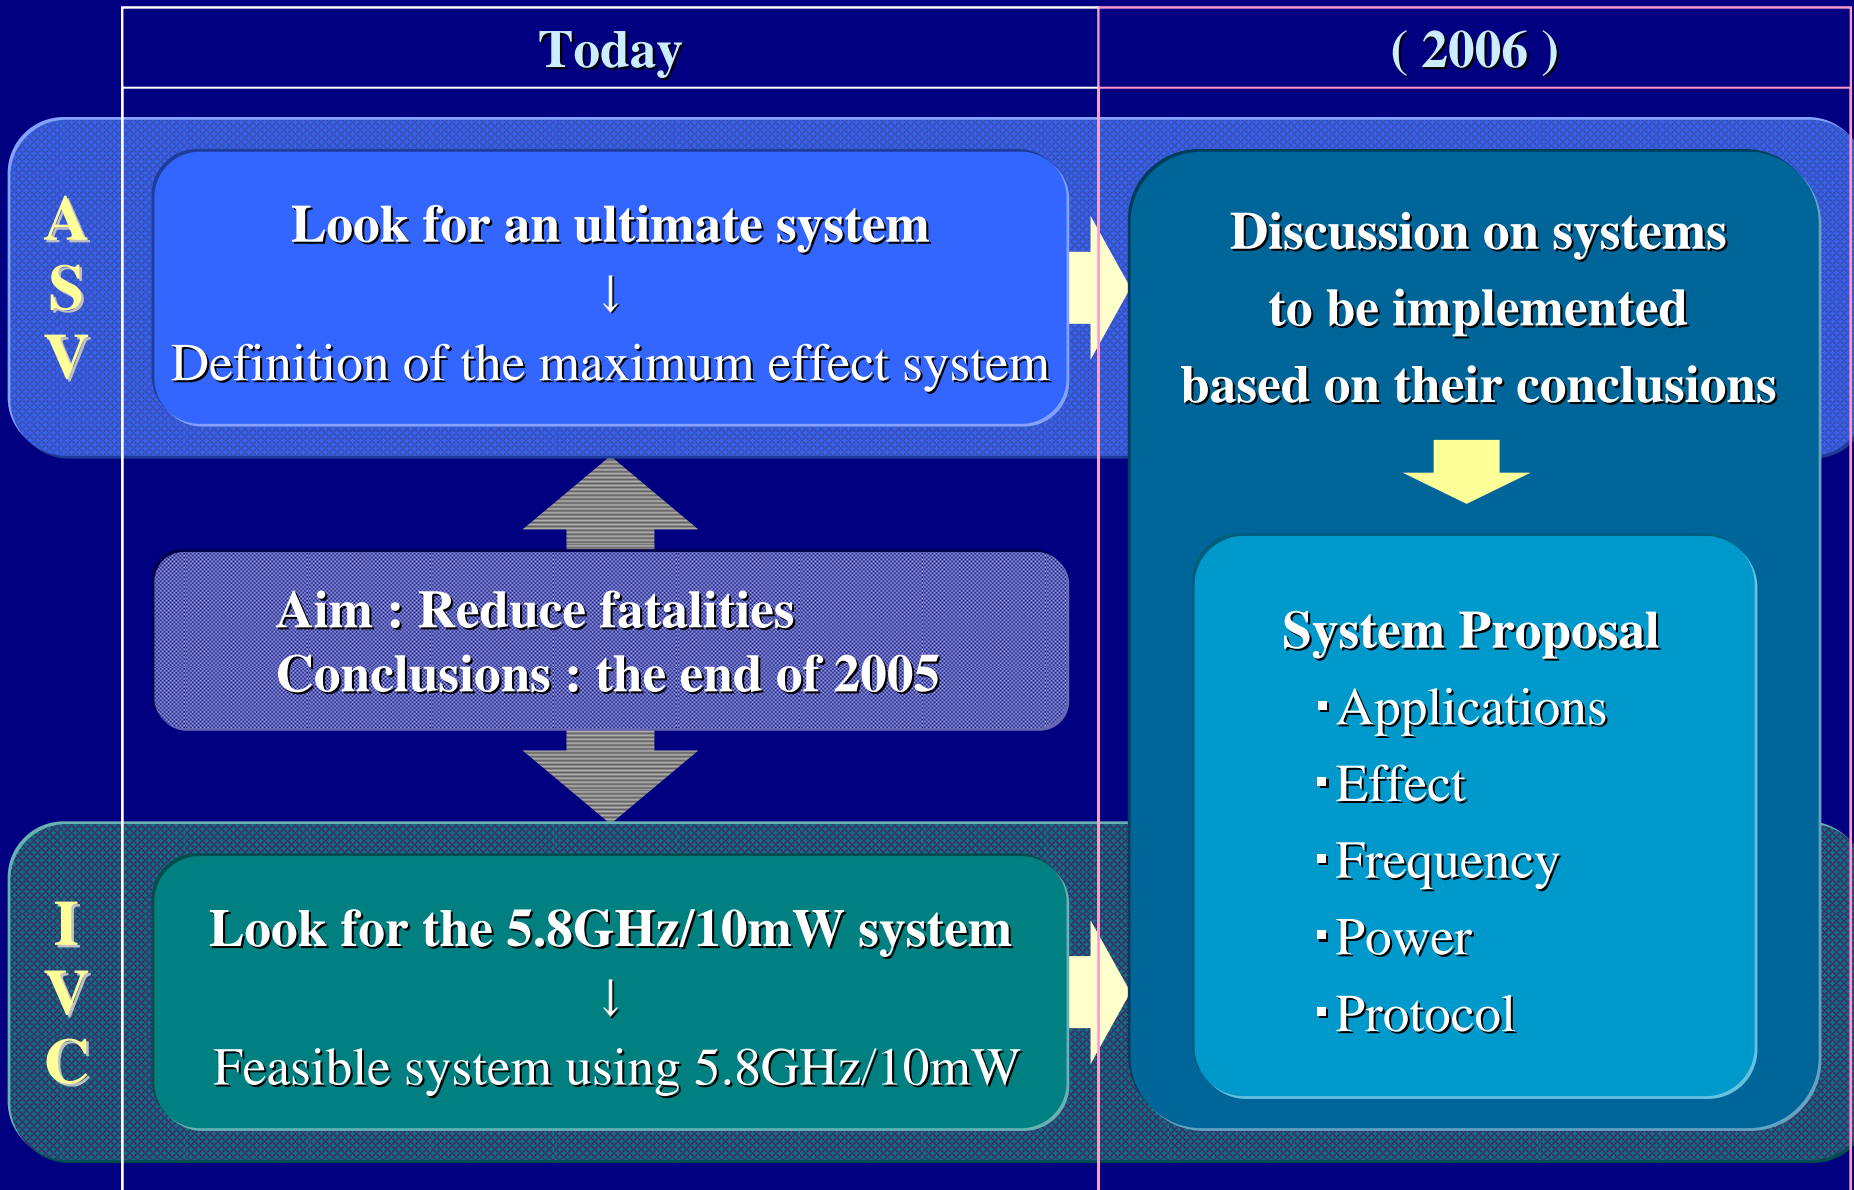 Today
( 2006 )
A
S
V
Look for an ultimate system
↓
Definition of the maximum effect system
Discussion on systems
to be implemented
based on their conclusions
Aim : Reduce fatalities
Conclusions : the end of 2005
System Proposal
・Applications
・Effect
・Frequency
・Power
・Protocol
I
V
C
Look for the 5.8GHz/10mW system
↓
Feasible system using 5.8GHz/10mW